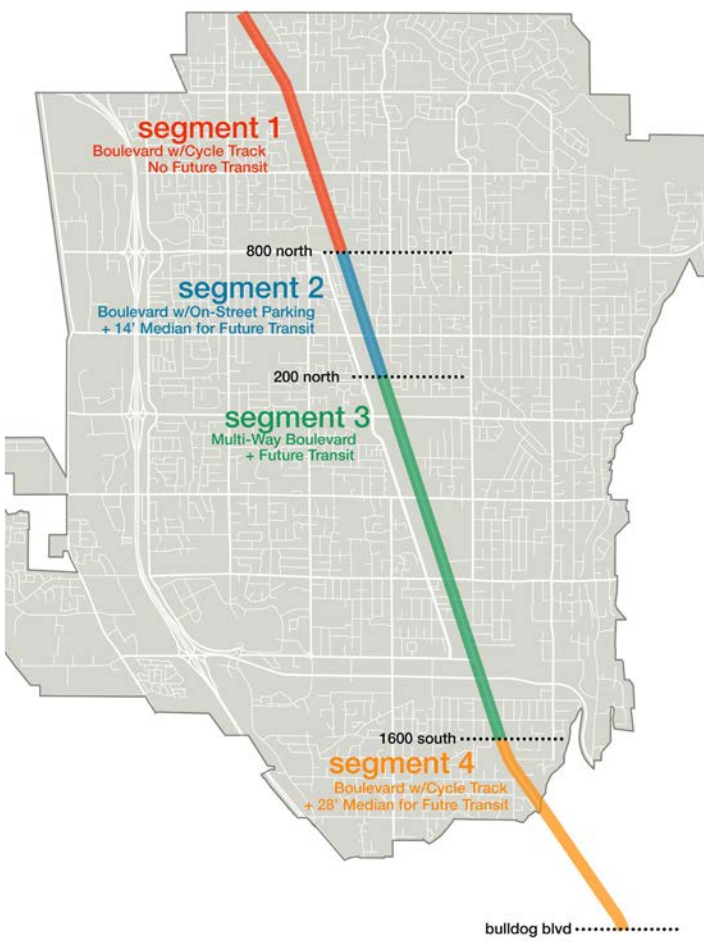 segment 1
Boulevard w/Cycle Track
No Future Transit
800 north
segment 2
Boulevard w/On-Street Parking
+ 14' Median for Future Transit
200 north
segment 3
Multi-Way Boulevard
+ Future Transit
1600 south
segment 4
Boulevard w/Cycle Track
+ 28' Median for Futre Transit
bulldog blvd